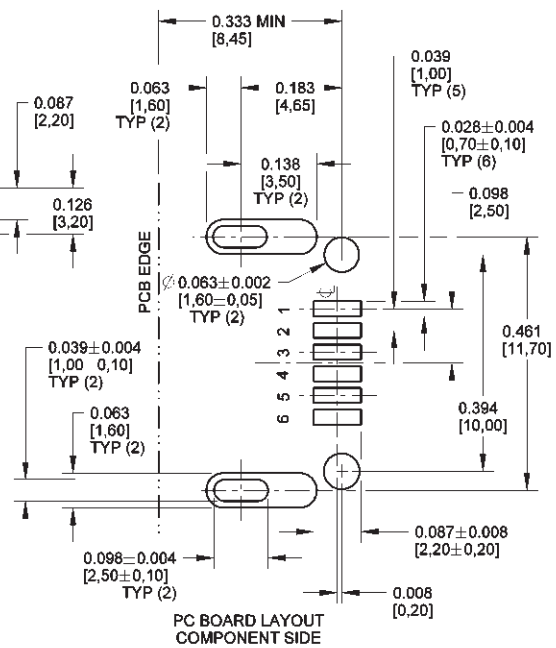 0.333 MIN
[8,45]
0.063
[1,60]
TYP (2)
0.183
[4,65]
0.039
[1,00]
TYP (5)
0.087
[2,20]
0.028±0.004
[0,70±0,10]
TYP (6)
0.138
[3,50]
TYP (2)
0.098
[2,50]
0.126
[3,20]
PCB EDGE
Ø 0.063±0.002
[1,60±0,05]
TYP (2)
1
2
3
4
5
6
0.461
[11,70]
0.039±0.004
[1,00 0,10]
TYP (2)
0.394
[10,00]
0.063
[1,60]
TYP (2)
0.087±0.008
[2,20±0,20]
0.098±0.004
[2,50±0,10]
TYP (2)
0.008
[0,20]
PC BOARD LAYOUT
COMPONENT SIDE